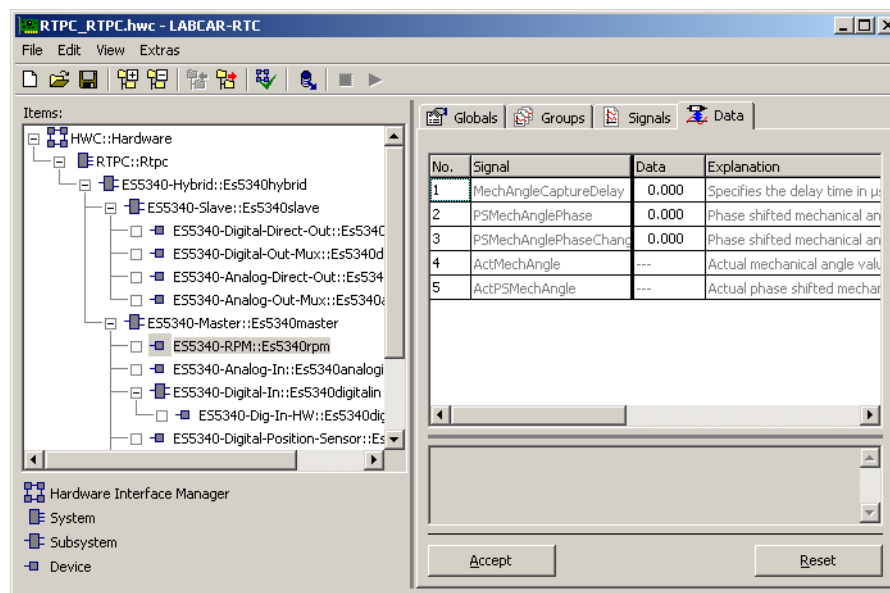 RTPC_RTPC.hwc - LABCAR-RTC
File Edit View Extras
Items:
HWC::Hardware
RTPC::Rtpc
ES5340-Hybrid::Es5340hybrid
ES5340-Slave::Es5340slave
ES5340-Digital-Direct-Out::Es534C
ES5340-Digital-Out-Mux::Es5340d
ES5340-Analog-Direct-Out::Es534
ES5340-Analog-Out-Mux::Es5340a
ES5340-Master::Es5340master
ES5340-RPM::Es5340rpm
ES5340-Analog-In::Es5340analogi
ES5340-Digital-In::Es5340digitalin
ES5340-Dig-In-HW::Es5340dig
ES5340-Digital-Position-Sensor::Es
Hardware Interface Manager
System
Subsystem
Device
Globals Groups Signals Data
No. Signal Data Explanation
1 MechAngleCaptureDelay 0.000 Specifies the delay time in µs
2 PSMechAnglePhase 0.000 Phase shifted mechanical an
3 PSMechAnglePhaseChang 0.000 Phase shifted mechanical an
4 ActMechAngle --- Actual mechanical angle valu
5 ActPSMechAngle --- Actual phase shifted mechar
Accept Reset